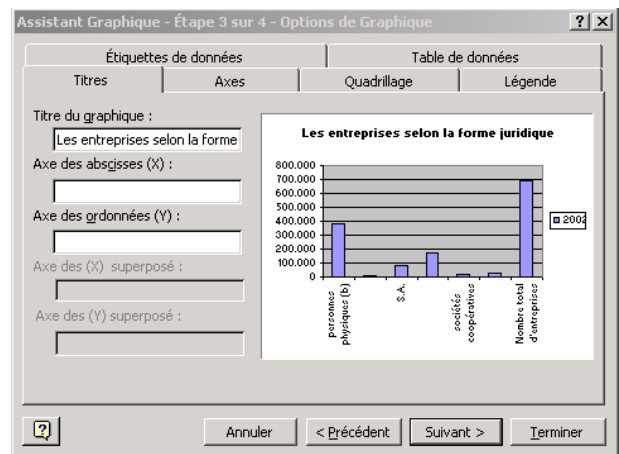 Assistant Graphique - Étape 3 sur 4 - Options de Graphique
Étiquettes de données
Table de données
Titres
Axes
Quadrillage
Légende
Titre du graphique :
Les entreprises selon la forme
Axe des abscisses (X) :
Axe des ordonnées (Y) :
Axe des (X) superposé :
Axe des (Y) superposé :
Les entreprises selon la forme juridique
800.000
700.000
600.000
500.000
400.000
300.000
200.000
100.000
0
personnes
physiques (b)
S.A.
sociétés
coopératives
Nombre total
d'entreprises
2002
?
Annuler
< Précédent
Suivant >
Terminer